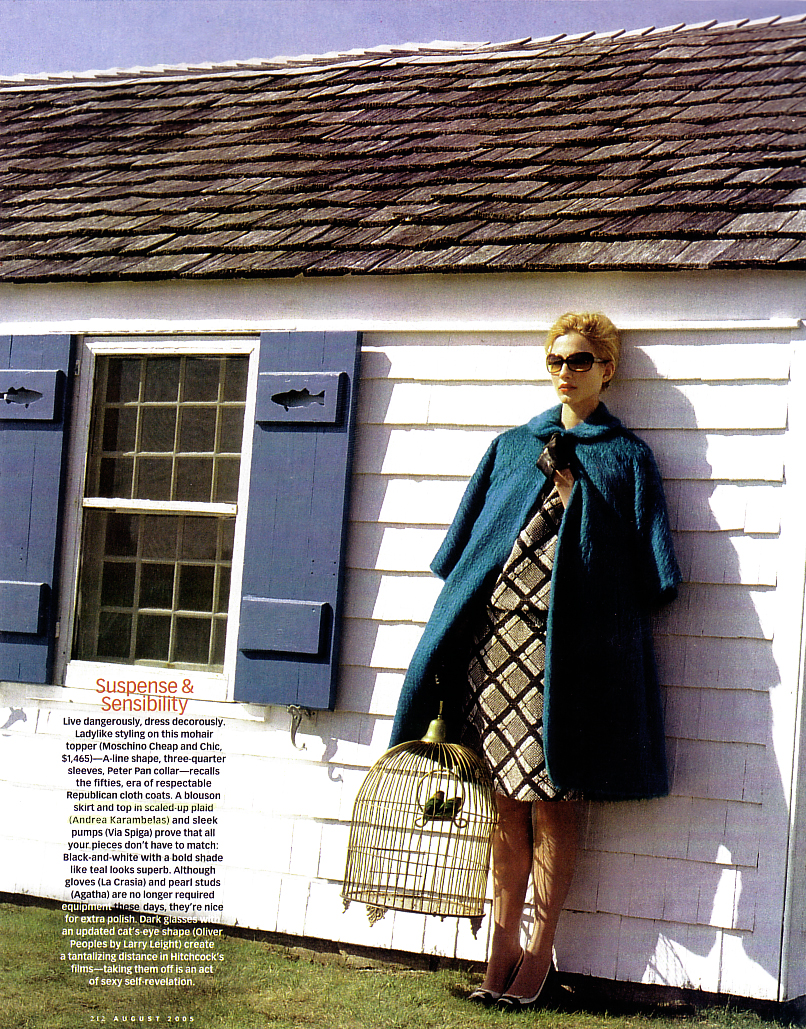 Suspense &
Sensibility
Live dangerously, dress decorously.
Ladylike styling on this mohair
topper (Moschino Cheap and Chic,
$1,465)—A-line shape, three-quarter
sleeves, Peter Pan collar—recalls
the fifties, era of respectable
Republican cloth coats. A blouson
skirt and top in scaled-up plaid
(Andrea Karambelas) and sleek
pumps (Via Spiga) prove that all
your pieces don't have to match:
Black-and-white with a bold shade
like teal looks superb. Although
gloves (La Crasia) and pearl studs
(Agatha) are no longer required
equipment these days, they're nice
for extra polish. Dark glasses with
an updated cat's-eye shape (Oliver
Peoples by Larry Leight) create
a tantalizing distance in Hitchcock's
films—taking them off is an act
of sexy self-revelation.
212 AUGUST 2005